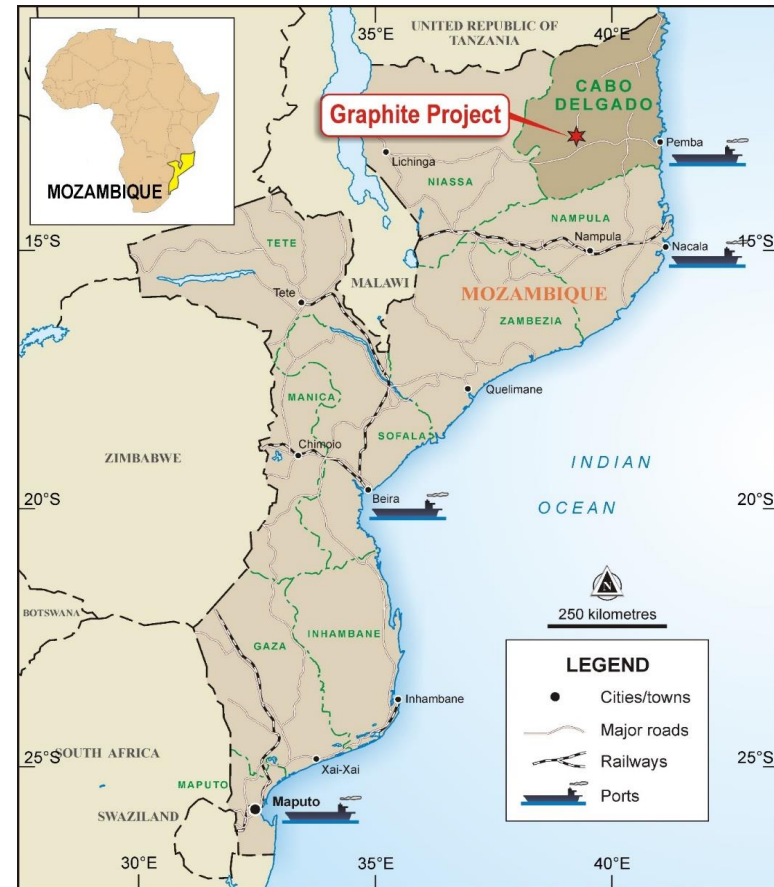 35°E
40°E
UNITED REPUBLIC OF
TANZANIA
MOZAMBIQUE
CABO
DELGADO
Graphite Project
Pemba
Lichinga
NIASSA
NAMPULA
15°S
15°S
TETE
Nampula
Nacala
MALAWI
MOZAMBIQUE
Tete
ZAMBEZIA
Quelimane
MANICA
SOFALA
ZIMBABWE
Chimoio
INDIAN
OCEAN
Beira
20°S
20°S
N
250 kilometres
BOTSWANA
GAZA
INHAMBANE
LEGEND
Cities/towns
Major roads
Railways
Ports
Inhambane
SOUTH AFRICA
Xai-Xai
25°S
25°S
MAPUTO
Maputo
SWAZILAND
30°E
35°E
40°E